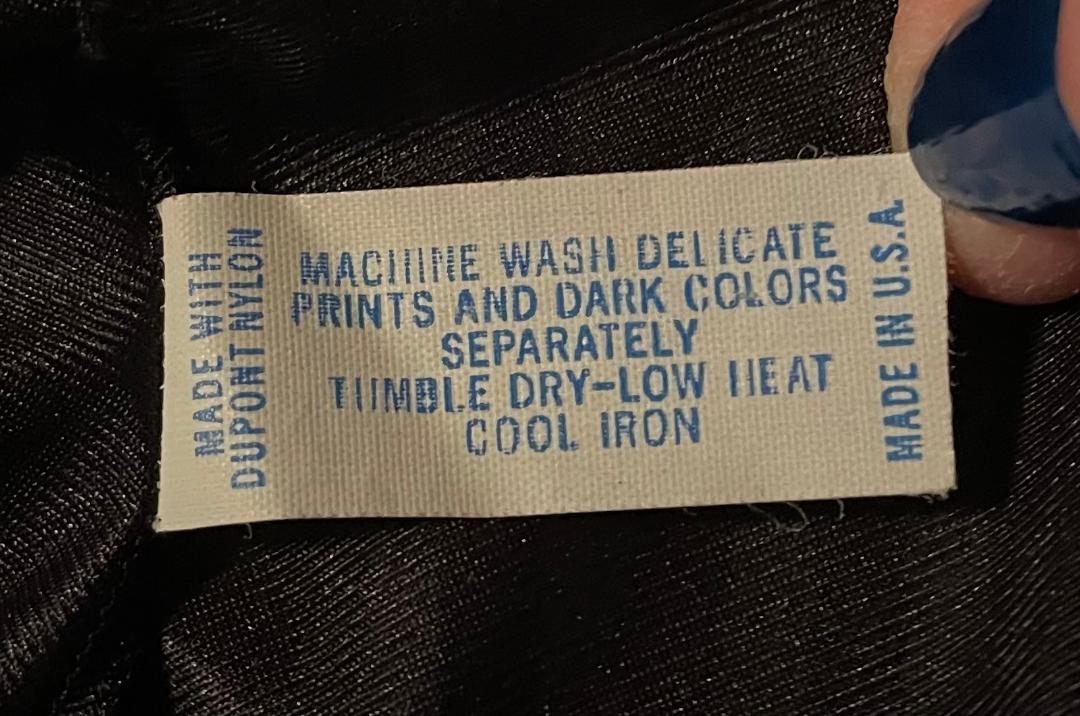 MADE WITH
DUPONT NYLON
MACHINE WASH DELICATE
PRINTS AND DARK COLORS
SEPARATELY
TUMBLE DRY-LOW HEAT
COOL IRON
MADE IN U.S.A.